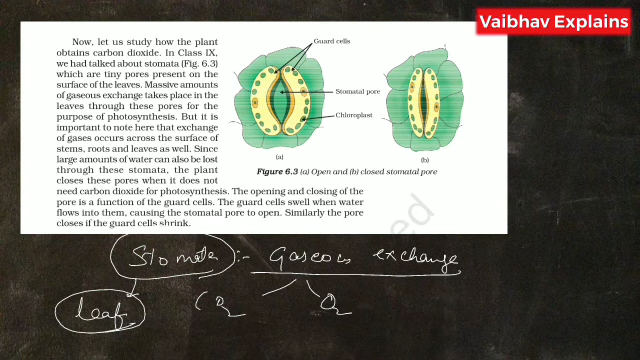 Vaibhav Explains
Now, let us study how the plant
obtains carbon dioxide. In Class IX,
we had talked about stomata (Fig. 6.3)
which are tiny pores present on the
surface of the leaves. Massive amounts
of gaseous exchange takes place in the
leaves through these pores for the
purpose of photosynthesis. But it is
important to note here that exchange
of gases occurs across the surface of
stems, roots and leaves as well. Since
large amounts of water can also be lost
through these stomata, the plant
closes these pores when it does not
need carbon dioxide for photosynthesis. The opening and closing of the
pore is a function of the guard cells. The guard cells swell when water
flows into them, causing the stomatal pore to open. Similarly the pore
closes if the guard cells shrink.
Guard cells
Stomatal pore
Chloroplast
(a)
(b)
Figure 6.3 (a) Open and (b) closed stomatal pore
Stomata :- gaseous exchange
leaf
CO2
O2